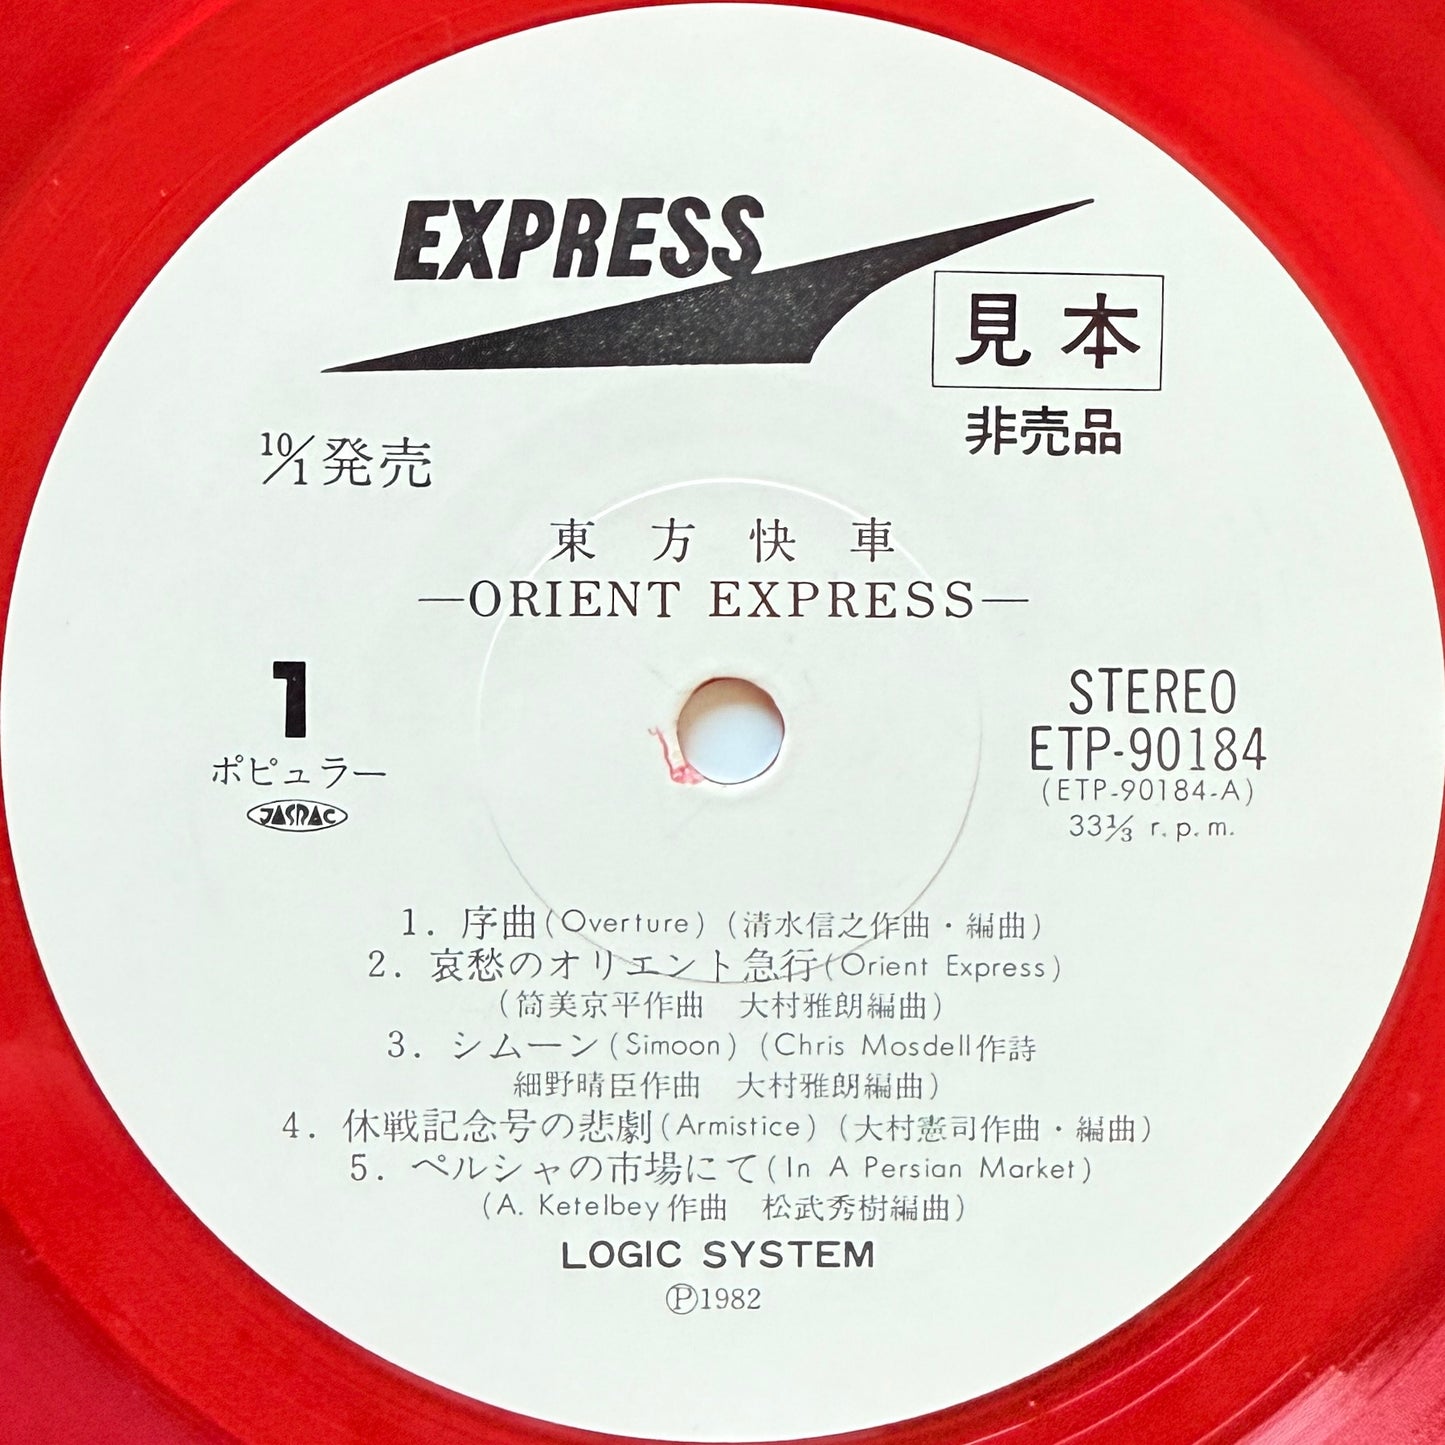 EXPRESS
見本
非売品
10/1発売
東方快車
—ORIENT EXPRESS—
1
ポピュラー
JASRAC
STEREO
ETP-90184
(ETP-90184-A)
33⅓ r.p.m.
1. 序曲(Overture) (清水信之作曲・編曲)
2. 哀愁のオリエント急行(Orient Express)
(筒美京平作曲 大村雅朗編曲)
3. シムーン(Simoon) (Chris Mosdell作詩
細野晴臣作曲 大村雅朗編曲)
4. 休戦記念号の悲劇(Armistice) (大村憲司作曲・編曲)
5. ペルシャの市場にて(In A Persian Market)
(A. Ketelbey作曲 松武秀樹編曲)
LOGIC SYSTEM
Ⓟ1982